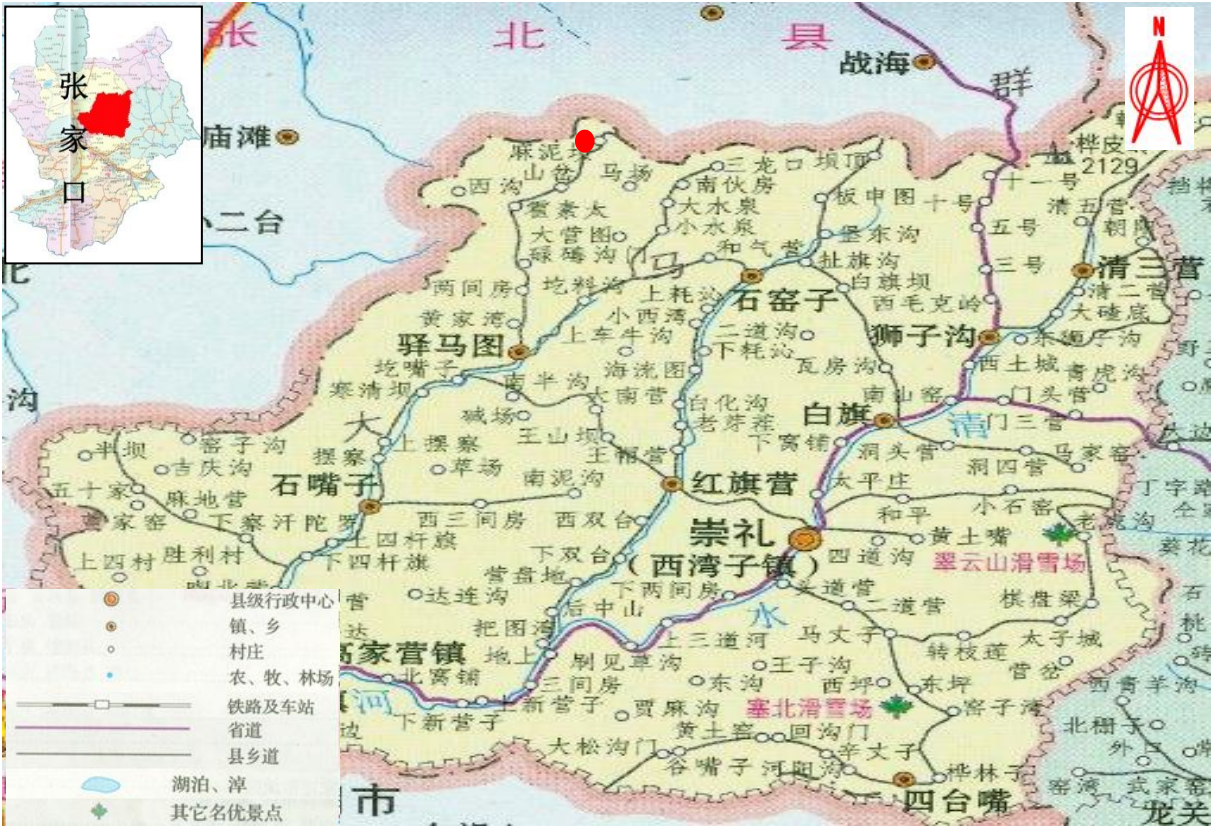 张 北 县
张家口
N
战海
群
庙滩
小二台
桦皮
2129
麻泥坝
三龙口坝顶
西沟
山岔
马场
南伙房
板申图
十号
十一号
清五营
霍素太
大水泉
五号
朝阳
大营图
小水泉
和气营
堡东沟
碌碡沟门
扯旗沟
三号
清三营
两间房
圪料沟
上耗沁
石窑子
白旗坝
清二营
黄家湾
小西湾
西毛克岭
大碴底
驿马图
上车牛沟
二道沟
狮子沟
东狮子沟
圪嘴子
海流图
下耗沁
西土城
青虎沟
寒清坝
南半沟
瓦房沟
大南营
南山窑
门头营
碱场
白化沟
白旗
清
门三营
大
老芽茬
半坝
窑子沟
上摆察
王山坝
下窝铺
洞头营
马家窑
吉庆沟
摆察
草场
王帽营
洞四营
五十家
麻地营
石嘴子
南泥沟
红旗营
太平庄
丁字路
小石窑
下察汗陀罗
西三间房
西双台
和平
老虎沟
上四杆旗
崇礼
黄土嘴
葵花
上四村
胜利村
下四杆旗
下双台
(西湾子镇)
四道沟
翠云山滑雪场
营盘地
下西间房
头道营
达连沟
二道营
棋盘梁
石
后中山
水
桃
把图湾
马丈子
太子城
高家营镇
地上
刷见草沟
上三道河
转枝莲
王子沟
营岔
北窝铺
三间房
东沟
西坪
东坪
西青羊沟
河
上新营子
贾麻沟
塞北滑雪场
窑子湾
下新营子
黄土窑
回沟门
北栅子
大松沟门
辛丈子
外口
谷嘴子
河阳沟
桦林子
窑湾
武家窑
市
四台嘴
龙关
县级行政中心
镇、乡
村庄
农、牧、林场
铁路及车站
省道
县乡道
湖泊、淖
其它名优景点